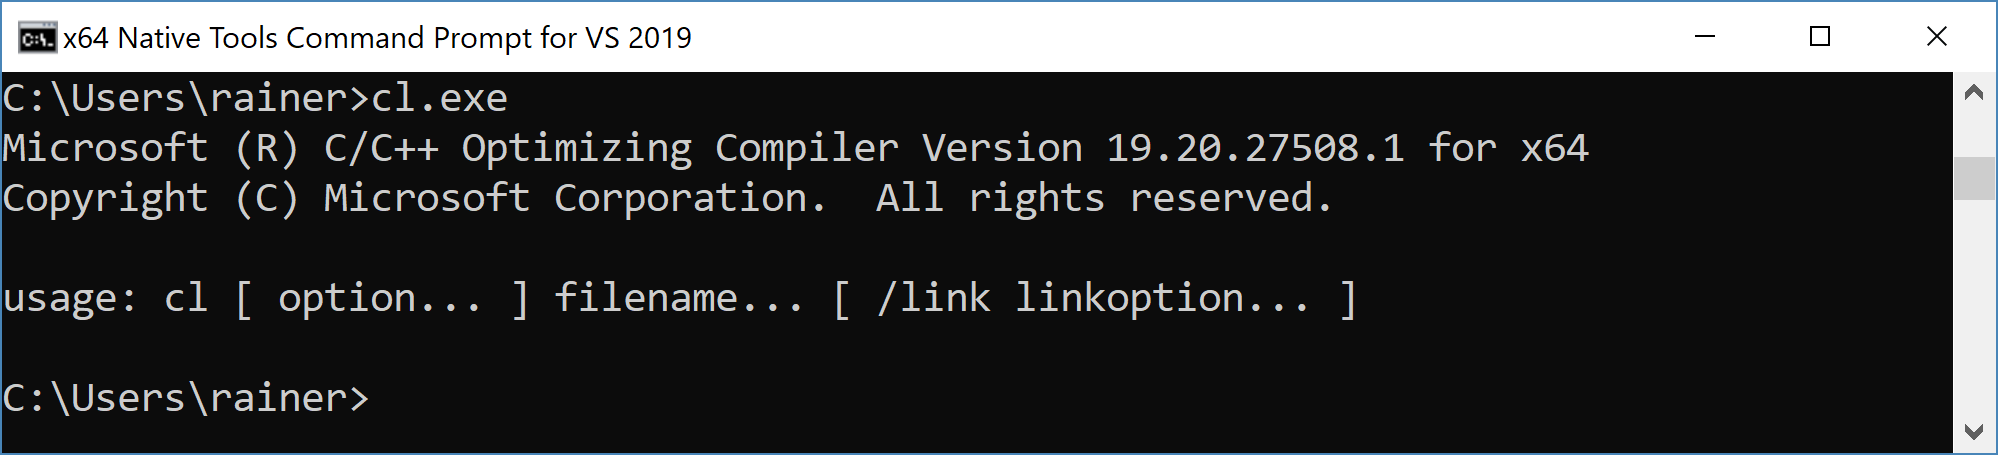 x64 Native Tools Command Prompt for VS 2019
C:\Users\rainer>cl.exe
Microsoft (R) C/C++ Optimizing Compiler Version 19.20.27508.1 for x64
Copyright (C) Microsoft Corporation.  All rights reserved.
usage: cl [ option... ] filename... [ /link linkoption... ]
C:\Users\rainer>